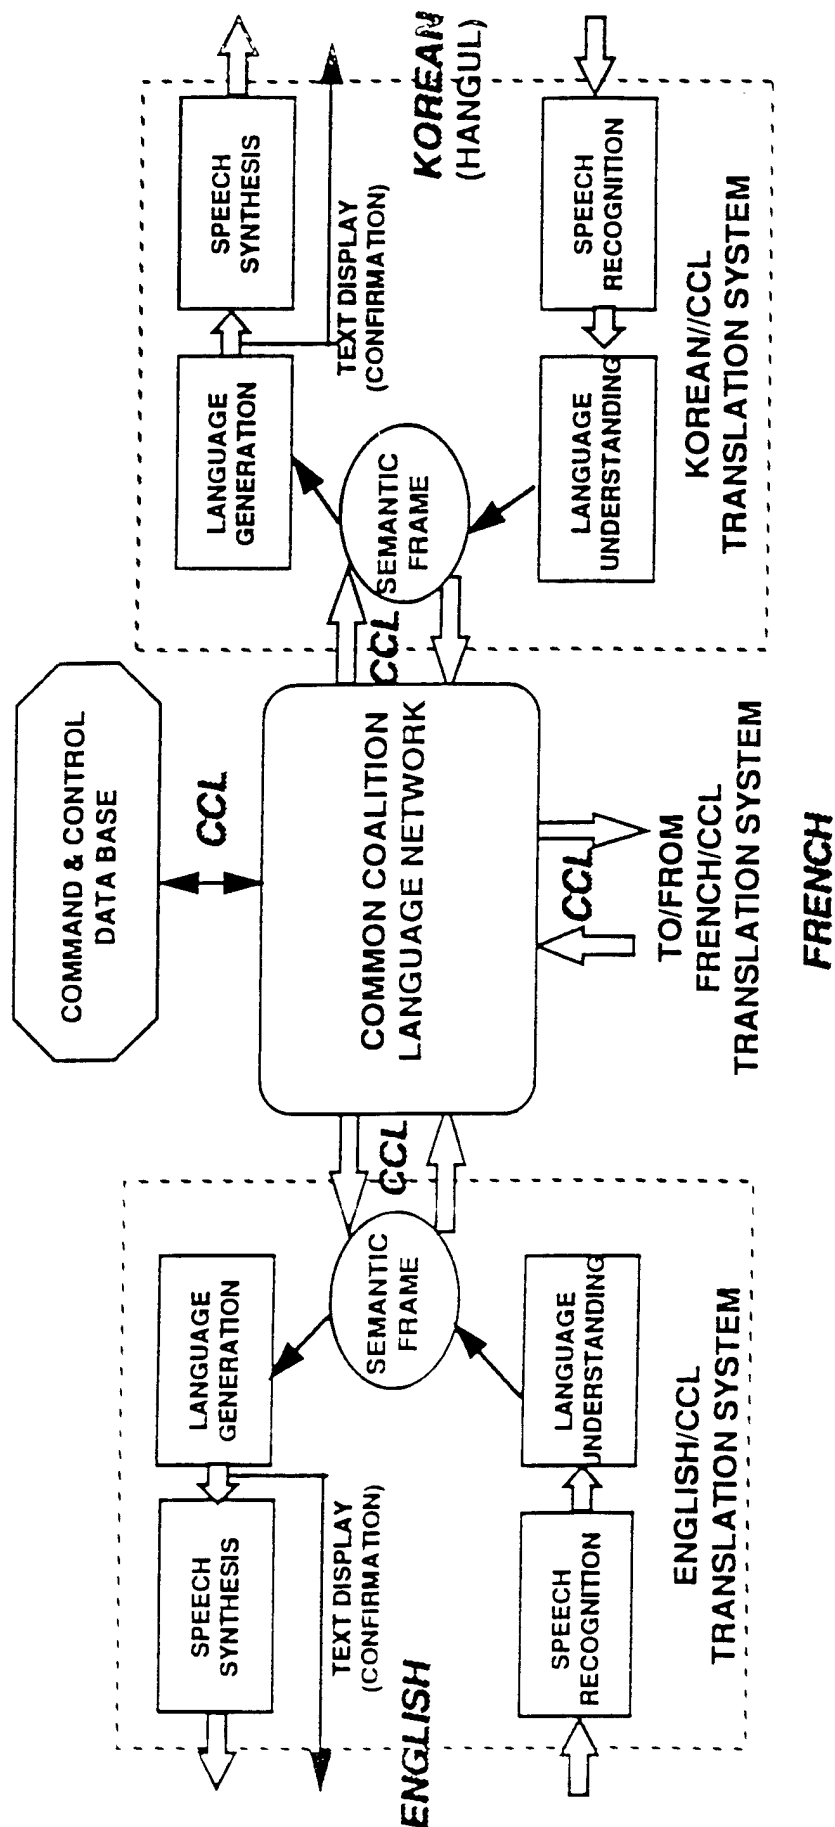 COMMAND & CONTROL
DATA BASE
CCL
SPEECH
SYNTHESIS
LANGUAGE
GENERATION
LANGUAGE
GENERATION
SPEECH
SYNTHESIS
TEXT DISPLAY
(CONFIRMATION)
TEXT DISPLAY
(CONFIRMATION)
ENGLISH
SEMANTIC
FRAME
CCL
COMMON COALITION
LANGUAGE NETWORK
CCL
SEMANTIC
FRAME
KOREAN
(HANGUL)
SPEECH
RECOGNITION
LANGUAGE
UNDERSTANDING
CCL
LANGUAGE
UNDERSTANDING
SPEECH
RECOGNITION
ENGLISH/CCL
TRANSLATION SYSTEM
TO/FROM
FRENCH/CCL
TRANSLATION SYSTEM
KOREAN//CCL
TRANSLATION SYSTEM
FRENCH